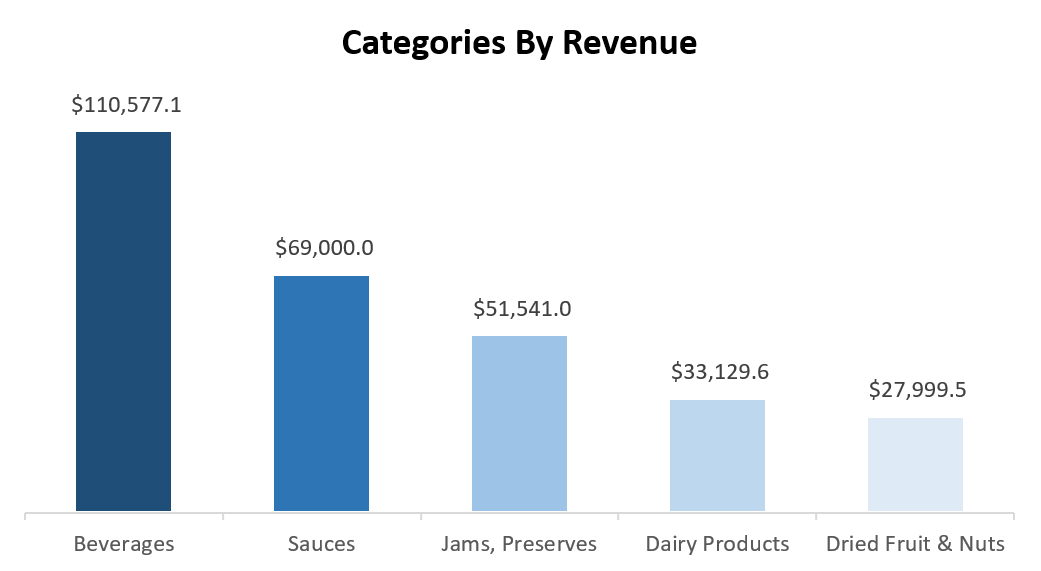 Categories By Revenue
$110,577.1
$69,000.0
$51,541.0
$33,129.6
$27,999.5
Beverages
Sauces
Jams, Preserves
Dairy Products
Dried Fruit & Nuts